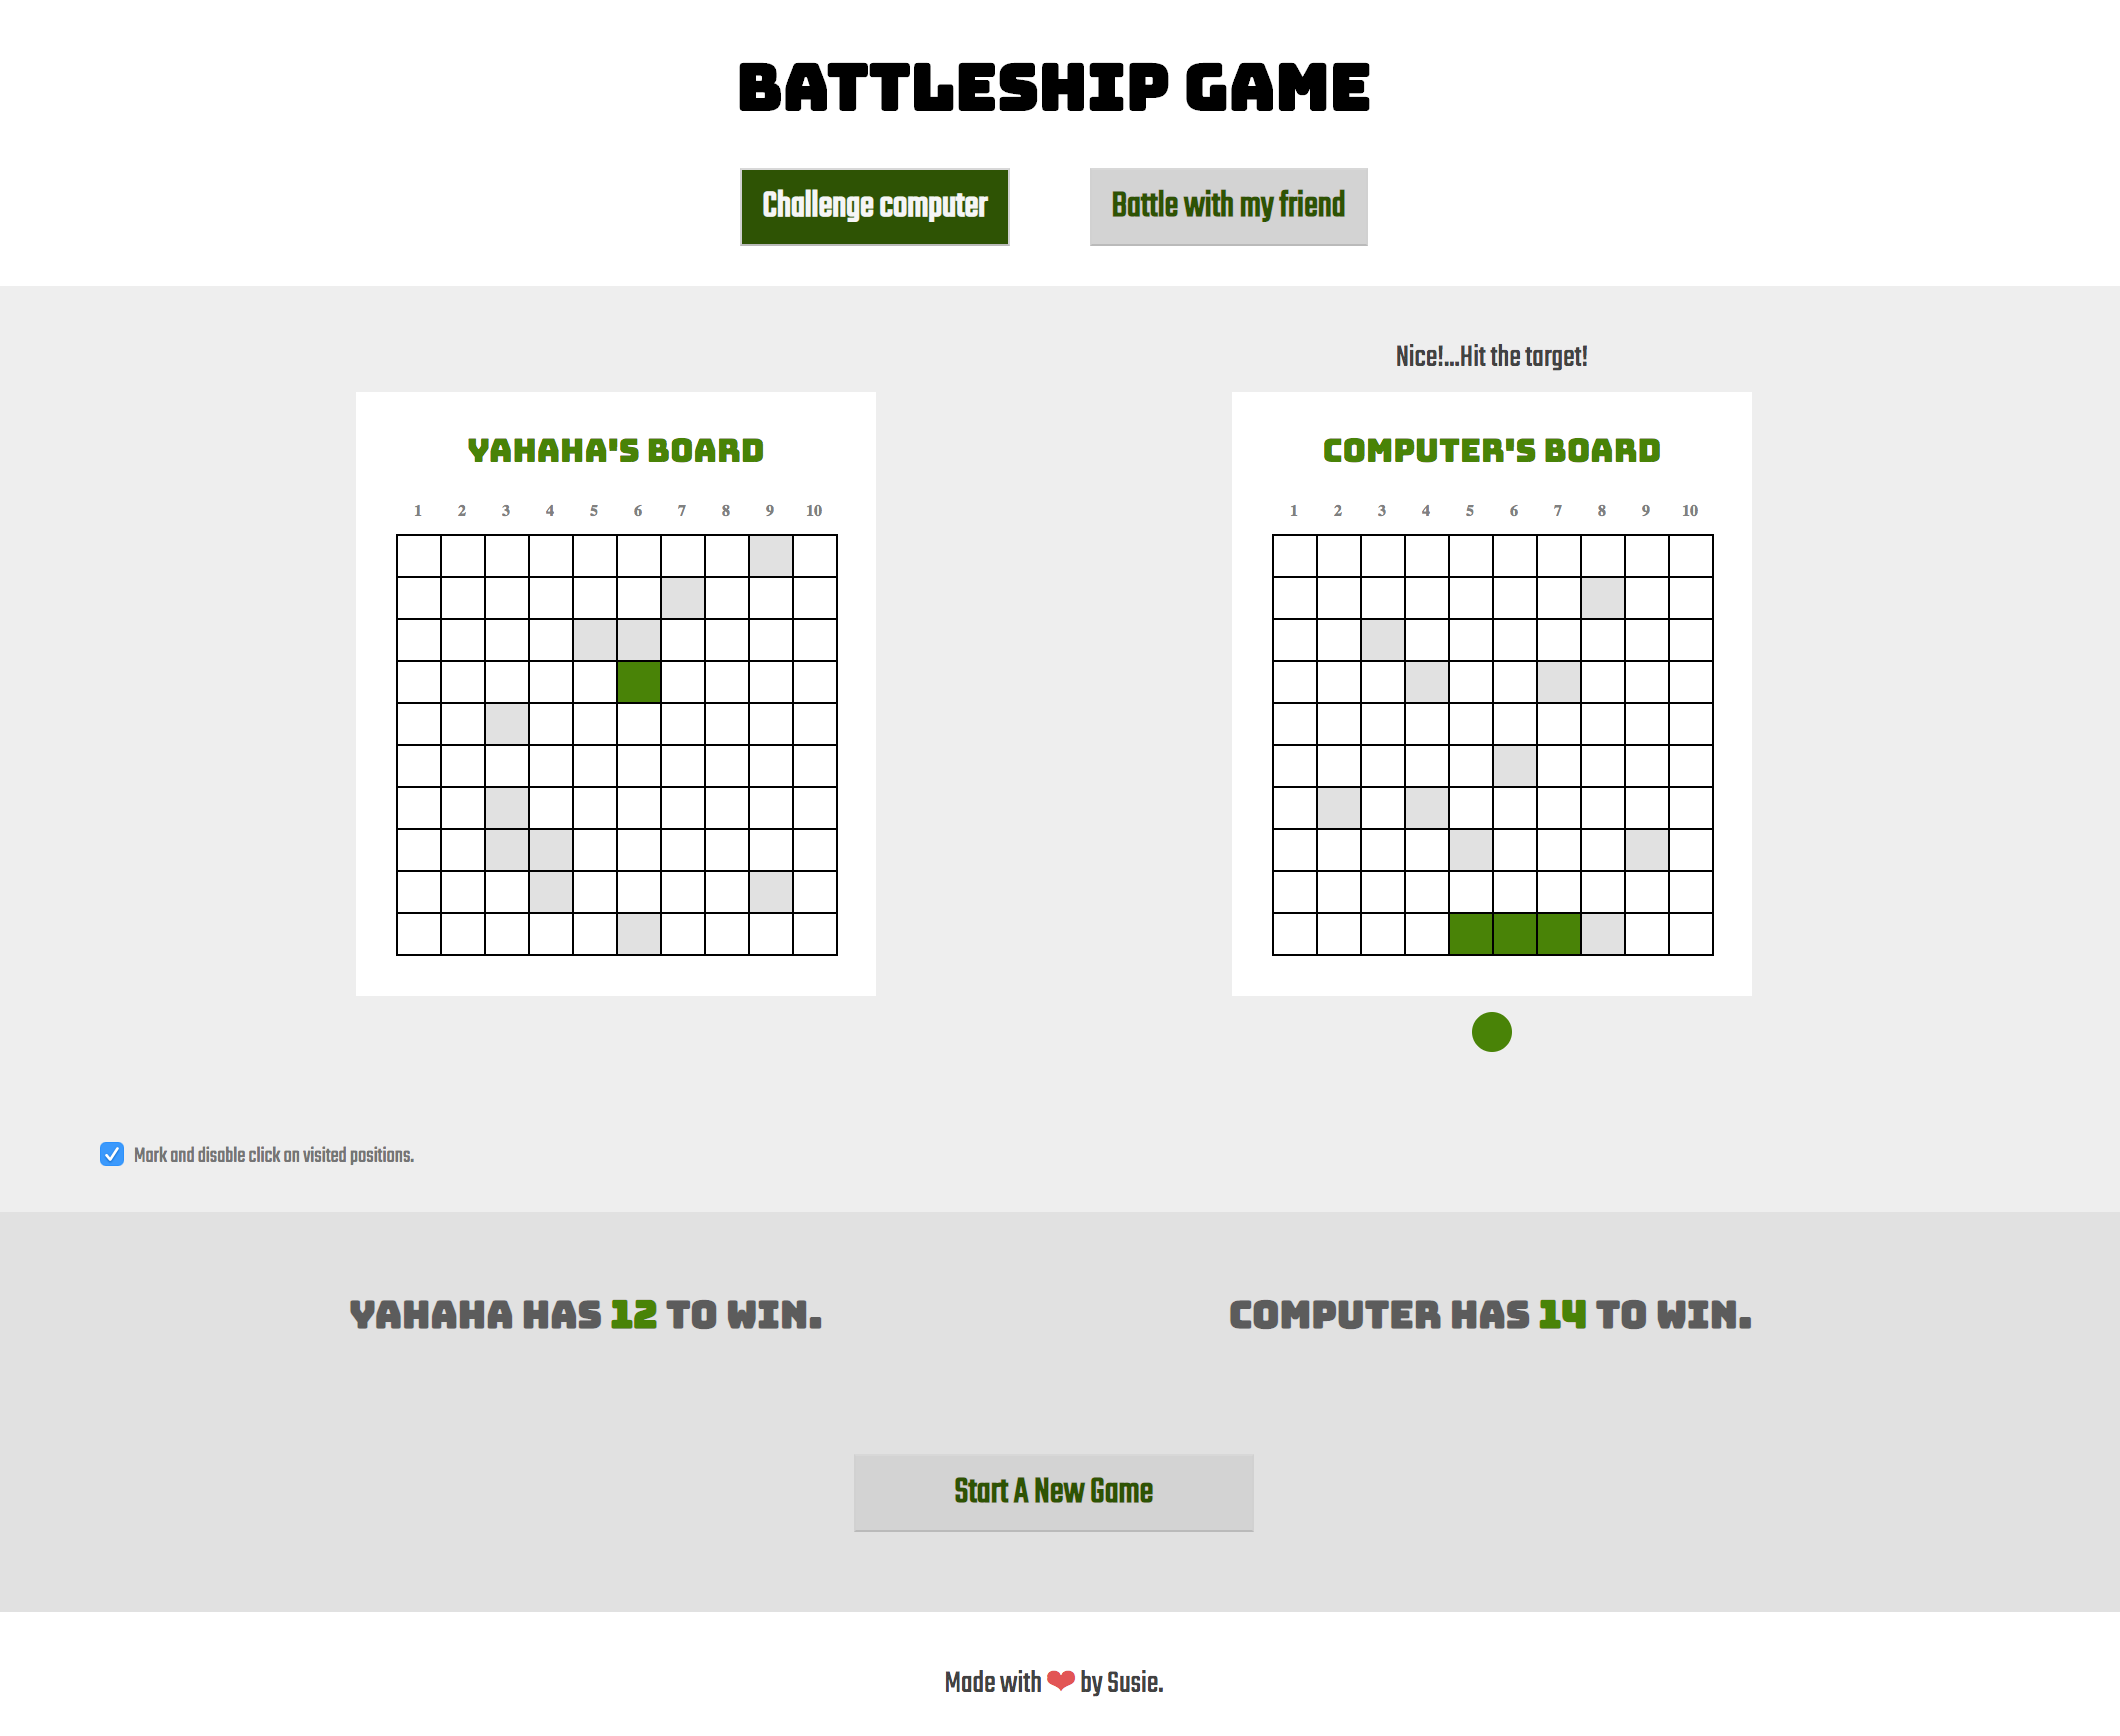 BATTLESHIP GAME
Challenge computer
Battle with my friend
Nice!...Hit the target!
YAHAHA'S BOARD
1 2 3 4 5 6 7 8 9 10
COMPUTER'S BOARD
1 2 3 4 5 6 7 8 9 10
Mark and disable click on visited positions.
YAHAHA HAS 12 TO WIN.
COMPUTER HAS 14 TO WIN.
Start A New Game
Made with ❤ by Susie.